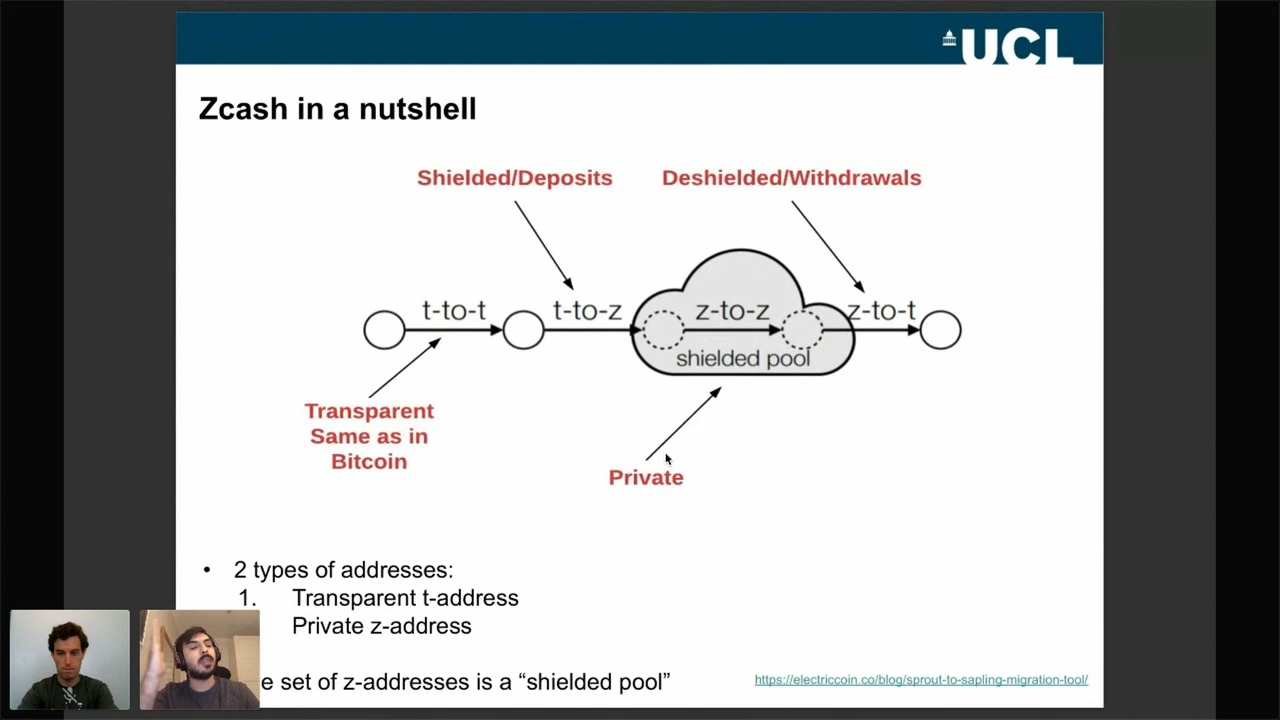 UCL
Zcash in a nutshell
Shielded/Deposits
Deshielded/Withdrawals
t-to-t
t-to-z
z-to-z
z-to-t
shielded pool
Transparent
Same as in
Bitcoin
Private
• 2 types of addresses:
1. Transparent t-address
Private z-address
e set of z-addresses is a “shielded pool”
https://electriccoin.co/blog/sprout-to-sapling-migration-tool/